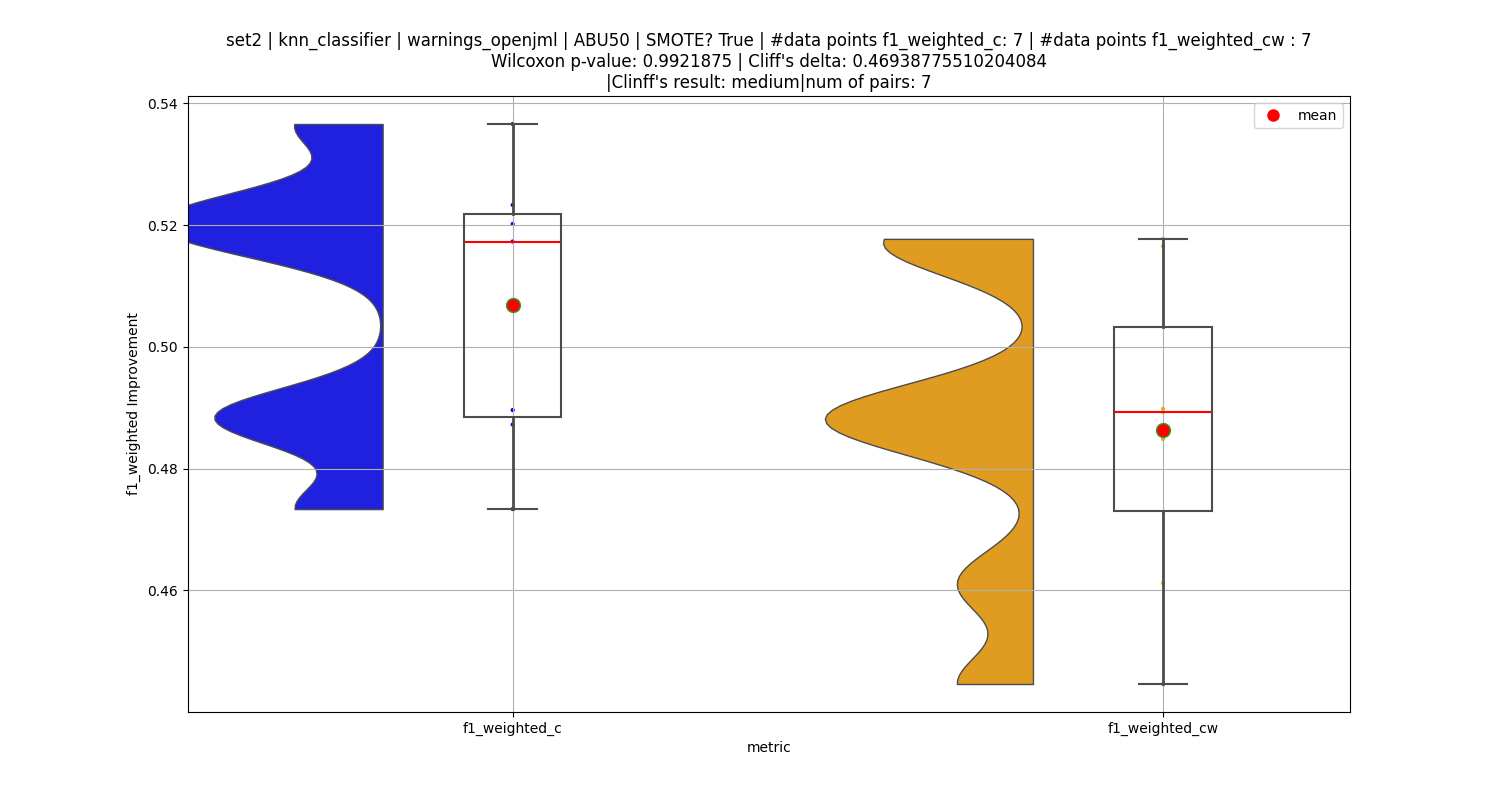 set2 | knn_classifier | warnings_openjml | ABU50 | SMOTE? True | #data points f1_weighted_c: 7 | #data points f1_weighted_cw : 7
Wilcoxon p-value: 0.9921875 | Cliff's delta: 0.46938775510204084
|Clinff's result: medium|num of pairs: 7
mean
0.54
0.52
0.50
0.48
0.46
f1_weighted Improvement
f1_weighted_c
f1_weighted_cw
metric